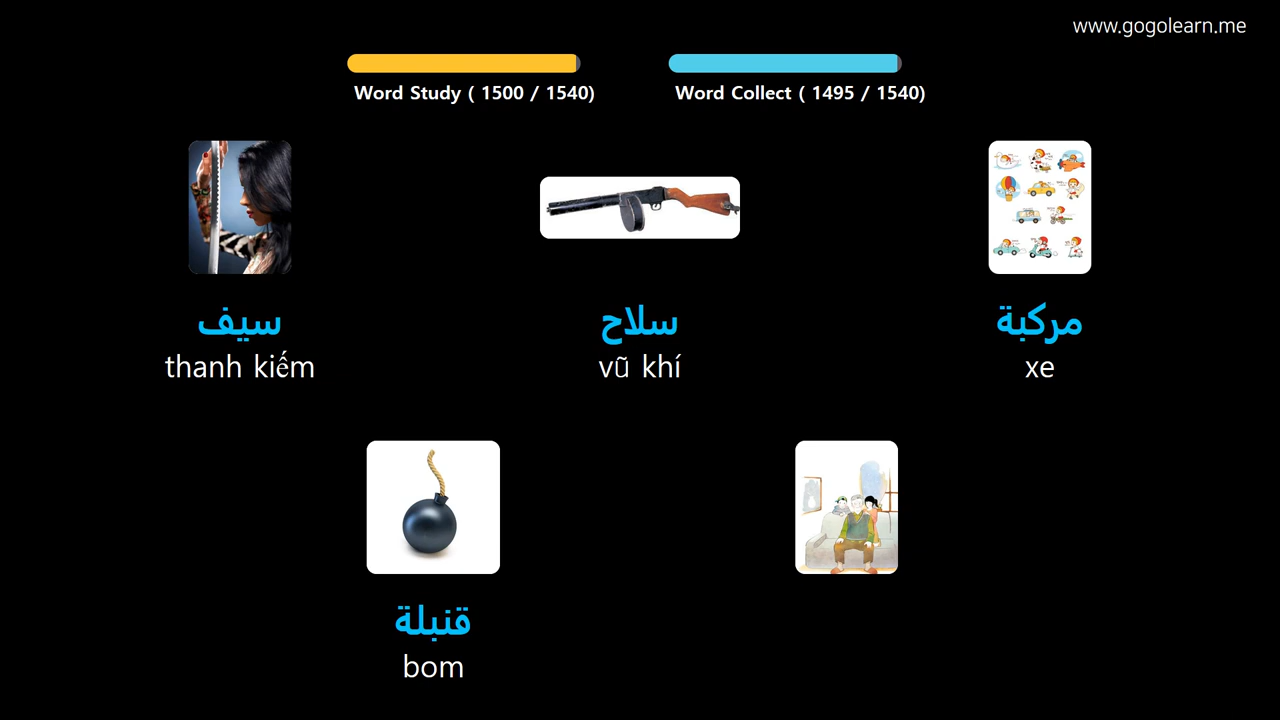 www.gogolearn.me
Word Study ( 1500 / 1540)
Word Collect ( 1495 / 1540)
سيف
thanh kiếm
سلاح
vũ khí
مركبة
xe
قنبلة
bom